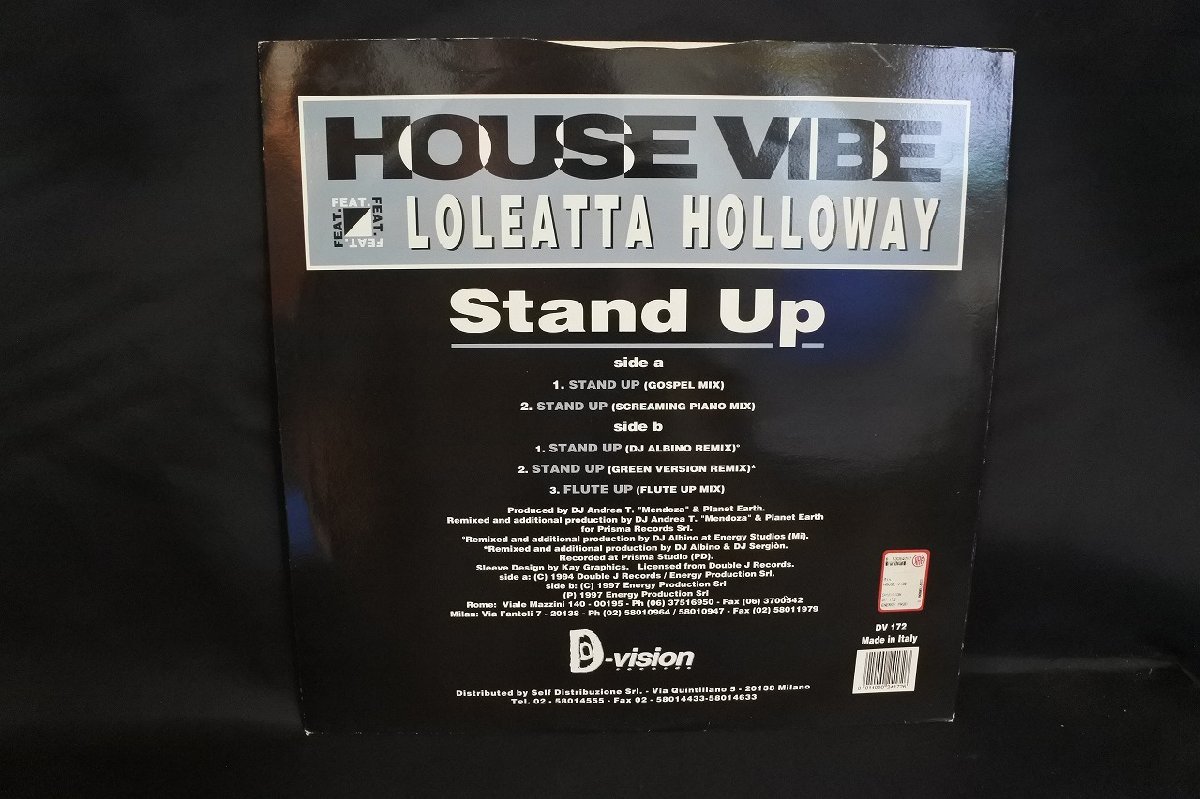 HOUSE VIBE
FEAT. FEAT. FEAT. FEAT.
LOLEATTA HOLLOWAY
Stand Up
side a
1. STAND UP (GOSPEL MIX)
2. STAND UP (SCREAMING PIANO MIX)
side b
1. STAND UP (DJ ALBINO REMIX)*
2. STAND UP (GREEN VERSION REMIX)*
3. FLUTE UP (FLUTE UP MIX)
Produced by DJ Andrea T. "Mendoza" & Planet Earth.
Remixed and additional production by DJ Andrea T. "Mendoza" & Planet Earth
for Prisma Records Srl.
*Remixed and additional production by DJ Albino at Energy Studios (Mi).
*Remixed and additional production by DJ Albino & DJ Sergiòn.
Recorded at Prisma Studio (PD).
Sleeve Design by Kay Graphics. Licensed from Double J Records.
side a: (C) 1994 Double J Records / Energy Production Srl.
side b: (C) 1997 Energy Production Srl
(P) 1997 Energy Production Srl
Rome: Viale Mazzini 140 - 00195 - Ph (06) 37516950 - Fax (06) 3700342
Milan: Via Fantoli 7 - 20138 - Ph (02) 58010964 / 58010947 - Fax (02) 58011979
DV 172
Made in Italy
D-vision
RECORDS
Distributed by Self Distribuzione Srl. - Via Quintiliano 5 - 20138 Milano
Tel. 02 - 58014555 - Fax 02 - 58014433-58014633